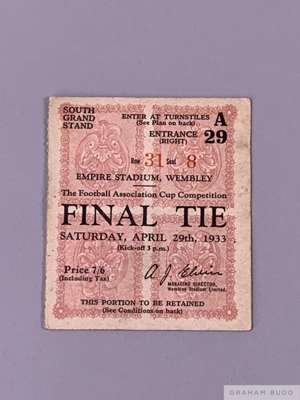 SOUTH GRAND STAND
ENTER AT TURNSTILES A
(See Plan on back)
ENTRANCE 29
(RIGHT)
Row 31 Seat 8
EMPIRE STADIUM, WEMBLEY
The Football Association Cup Competition
FINAL TIE
SATURDAY, APRIL 29th, 1933
(Kick-off 3 p.m.)
Price 7/6
(Including Tax)
MANAGING DIRECTOR,
Wembley Stadium Limited.
THIS PORTION TO BE RETAINED
(See Conditions on back)
GRAHAM BUDD